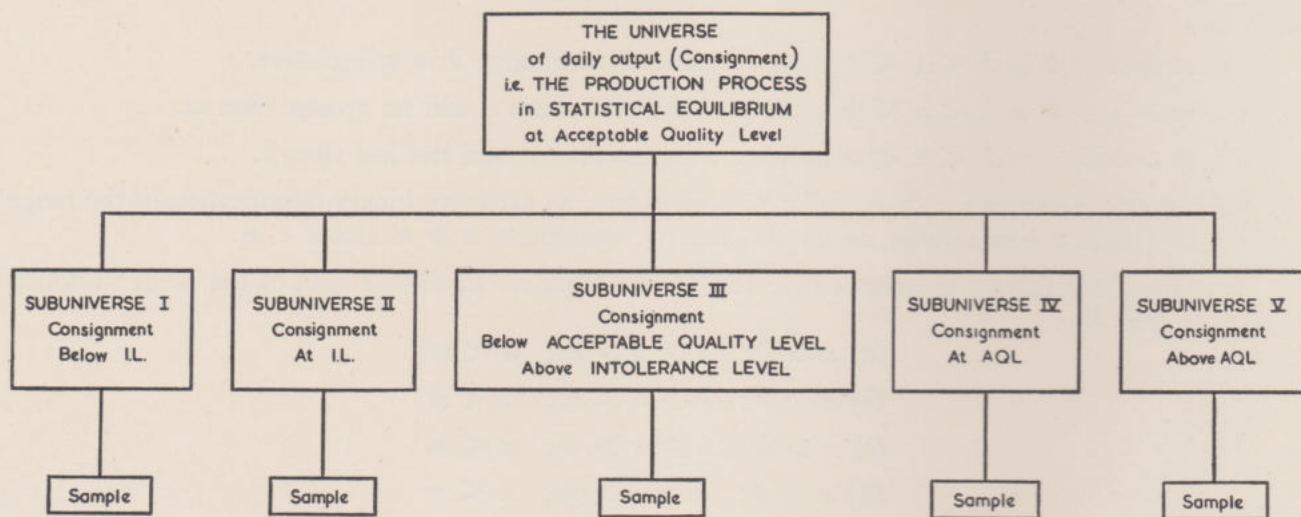 THE UNIVERSE
of daily output (Consignment)
i.e. THE PRODUCTION PROCESS
in STATISTICAL EQUILIBRIUM
at Acceptable Quality Level
SUBUNIVERSE I
Consignment
Below I.L.
SUBUNIVERSE II
Consignment
At I.L.
SUBUNIVERSE III
Consignment
Below ACCEPTABLE QUALITY LEVEL
Above INTOLERANCE LEVEL
SUBUNIVERSE IV
Consignment
At AQL
SUBUNIVERSE V
Consignment
Above AQL
Sample
Sample
Sample
Sample
Sample